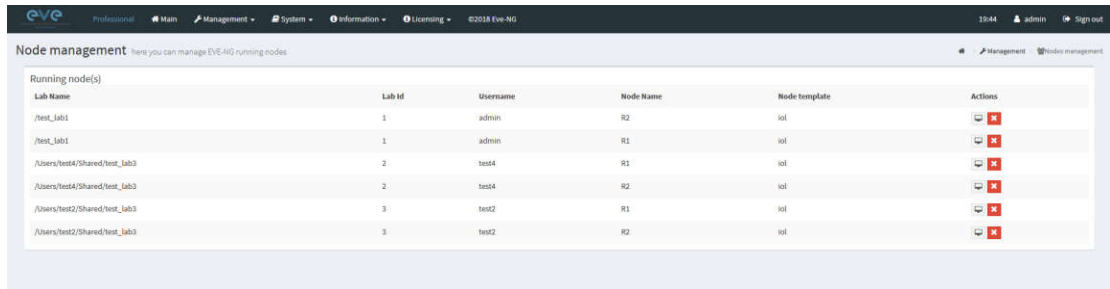 eve Professional Main Management System Information Licensing ©2018 Eve-NG 19:44 admin Sign out
Node management here you can manage EVE-NG running nodes Management Nodes management
Running node(s)
Lab Name Lab Id Username Node Name Node template Actions
/test_lab1 1 admin R2 iol
/test_lab1 1 admin R1 iol
/Users/test4/Shared/test_lab3 2 test4 R1 iol
/Users/test4/Shared/test_lab3 2 test4 R2 iol
/Users/test2/Shared/test_lab3 3 test2 R1 iol
/Users/test2/Shared/test_lab3 3 test2 R2 iol